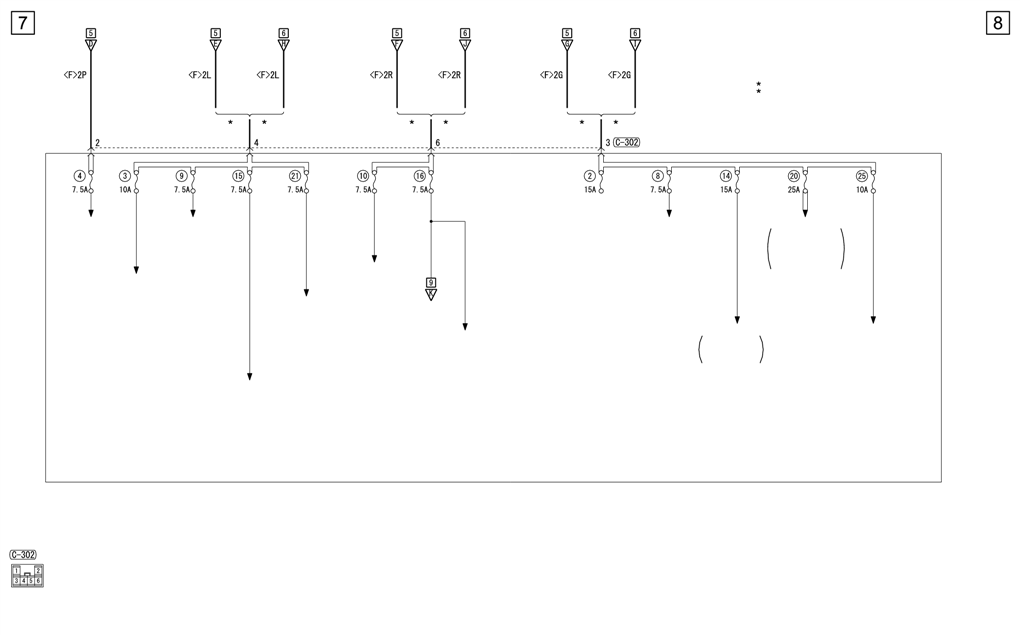 7 8
5 5 6 5 6 5 6
D E H F J G I
<F>2P <F>2L <F>2L <F>2R <F>2R <F>2G <F>2G
*
*
* * * * * *
2 4 6 3 C-302
4 3 9 15 21 10 16 2 8 14 20 25
7.5A 10A 7.5A 7.5A 7.5A 7.5A 7.5A 15A 7.5A 15A 25A 10A
9
K
C-302
1 2
3 4 5 6